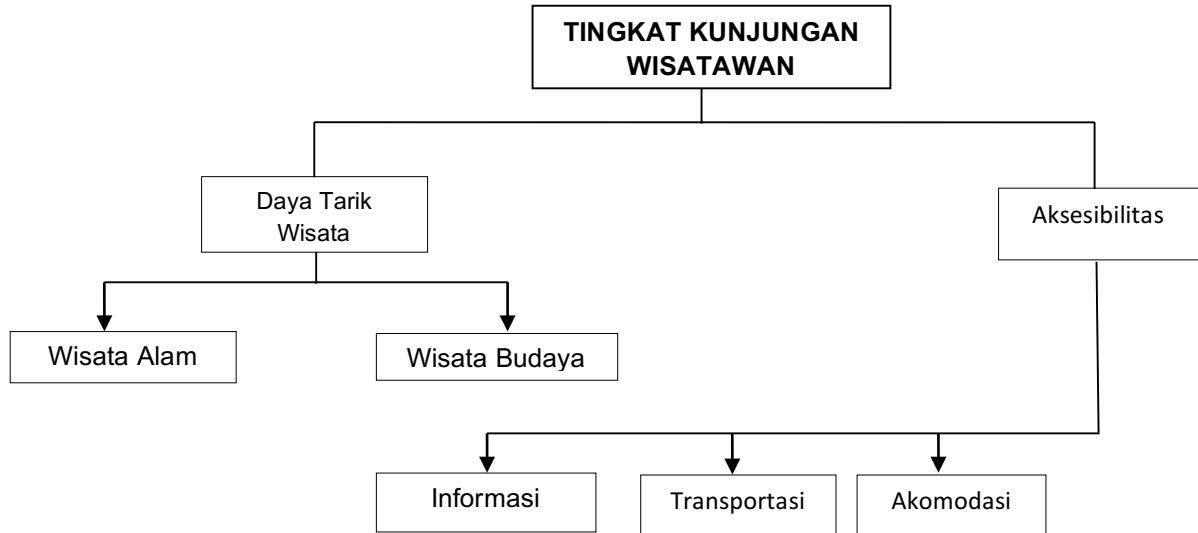 TINGKAT KUNJUNGAN
WISATAWAN
Daya Tarik
Wisata
Aksesibilitas
Wisata Alam
Wisata Budaya
Informasi
Transportasi
Akomodasi